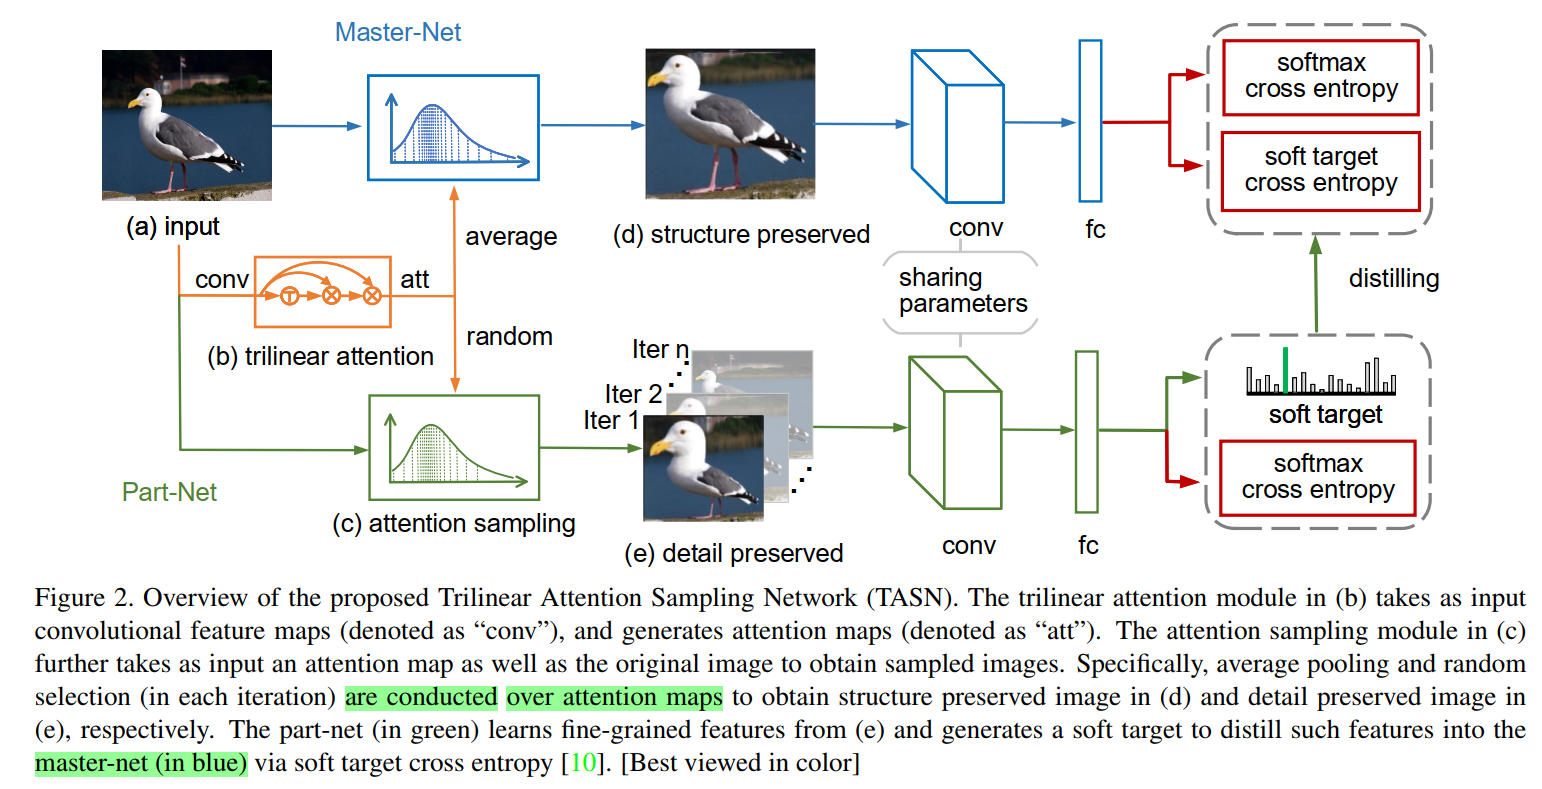 Master-Net
softmax
cross entropy
soft target
cross entropy
(a) input
average
(d) structure preserved
conv
fc
conv
att
sharing
parameters
distilling
(b) trilinear attention
random
Iter n
Iter 2
Iter 1
soft target
softmax
cross entropy
Part-Net
(c) attention sampling
(e) detail preserved
conv
fc
Figure 2. Overview of the proposed Trilinear Attention Sampling Network (TASN). The trilinear attention module in (b) takes as input
convolutional feature maps (denoted as “conv”), and generates attention maps (denoted as “att”). The attention sampling module in (c)
further takes as input an attention map as well as the original image to obtain sampled images. Specifically, average pooling and random
selection (in each iteration) are conducted over attention maps to obtain structure preserved image in (d) and detail preserved image in
(e), respectively. The part-net (in green) learns fine-grained features from (e) and generates a soft target to distill such features into the
master-net (in blue) via soft target cross entropy [10]. [Best viewed in color]